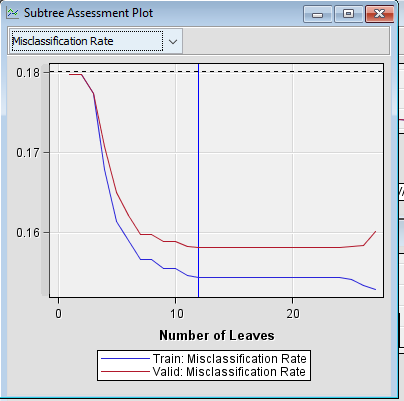 Subtree Assessment Plot
Misclassification Rate
0.18
0.17
0.16
0 10 20
Number of Leaves
Train: Misclassification Rate
Valid: Misclassification Rate